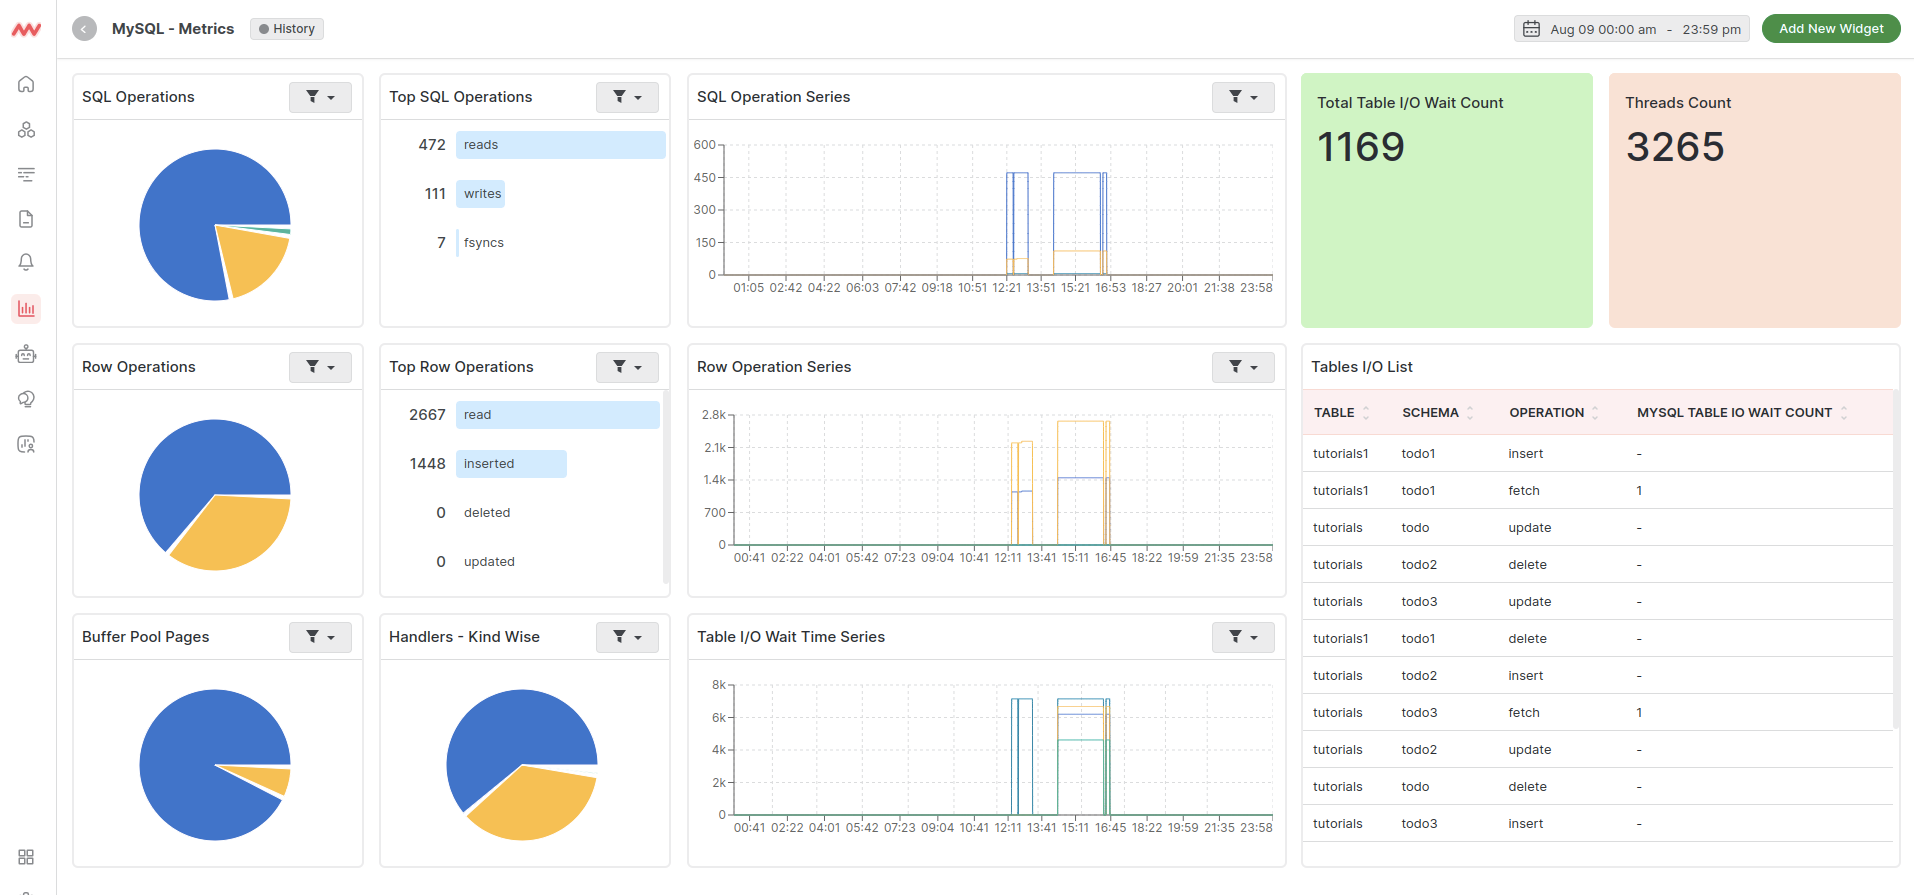 MySQL - Metrics
History
Aug 09 00:00 am - 23:59 pm
Add New Widget
SQL Operations
Top SQL Operations
472 reads
111 writes
7 fsyncs
SQL Operation Series
600
450
300
150
0
01:05 02:42 04:22 06:03 07:42 09:18 10:51 12:21 13:51 15:21 16:53 18:27 20:01 21:38 23:58
Total Table I/O Wait Count
1169
Threads Count
3265
Row Operations
Top Row Operations
2667 read
1448 inserted
0 deleted
0 updated
Row Operation Series
2.8k
2.1k
1.4k
700
0
00:41 02:22 04:01 05:42 07:23 09:04 10:41 12:11 13:41 15:11 16:45 18:22 19:59 21:35 23:58
Tables I/O List
TABLE SCHEMA OPERATION MYSQL TABLE IO WAIT COUNT
tutorials1 todo1 insert -
tutorials1 todo1 fetch 1
tutorials todo update -
tutorials todo2 delete -
tutorials todo3 update -
tutorials1 todo1 delete -
tutorials todo2 insert -
tutorials todo3 fetch 1
tutorials todo2 update -
tutorials todo delete -
tutorials todo3 insert -
Buffer Pool Pages
Handlers - Kind Wise
Table I/O Wait Time Series
8k
6k
4k
2k
0
00:41 02:22 04:01 05:42 07:23 09:04 10:41 12:11 13:41 15:11 16:45 18:22 19:59 21:35 23:58